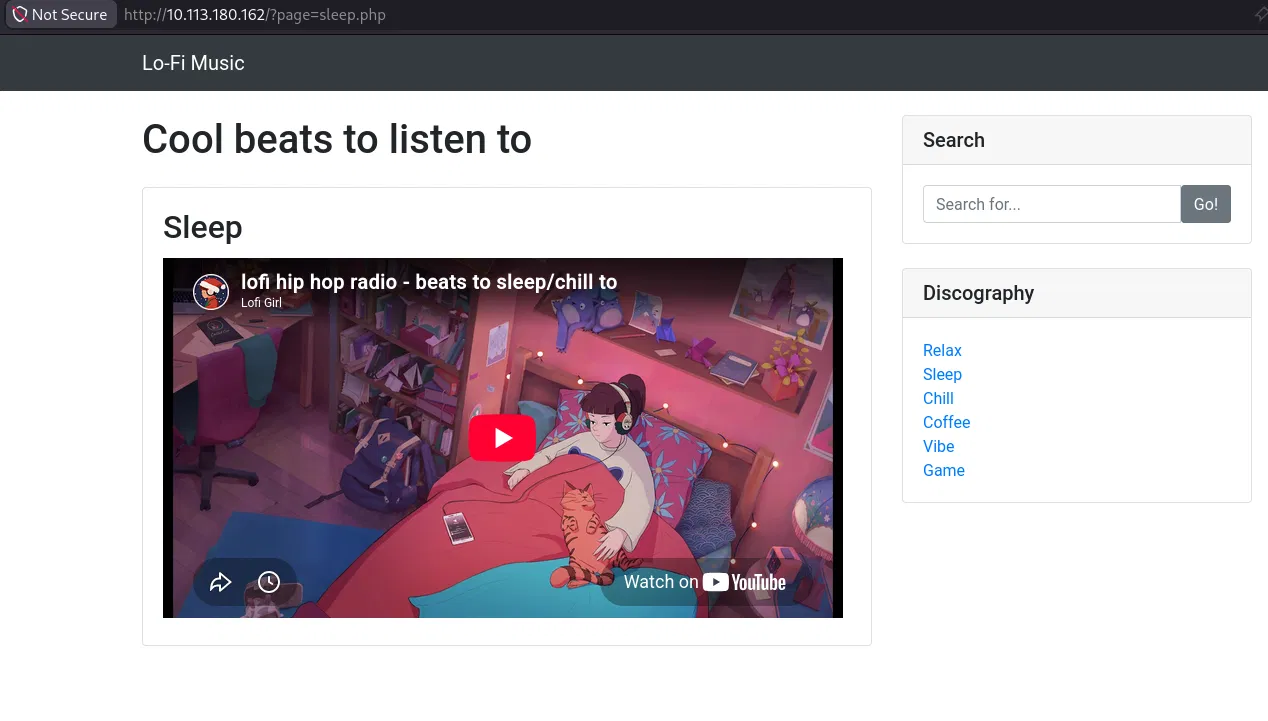 Not Secure http://10.113.180.162/?page=sleep.php
Lo-Fi Music
Cool beats to listen to
Sleep
lofi hip hop radio - beats to sleep/chill to
Lofi Girl
Watch on YouTube
Search
Search for...
Go!
Discography
Relax
Sleep
Chill
Coffee
Vibe
Game